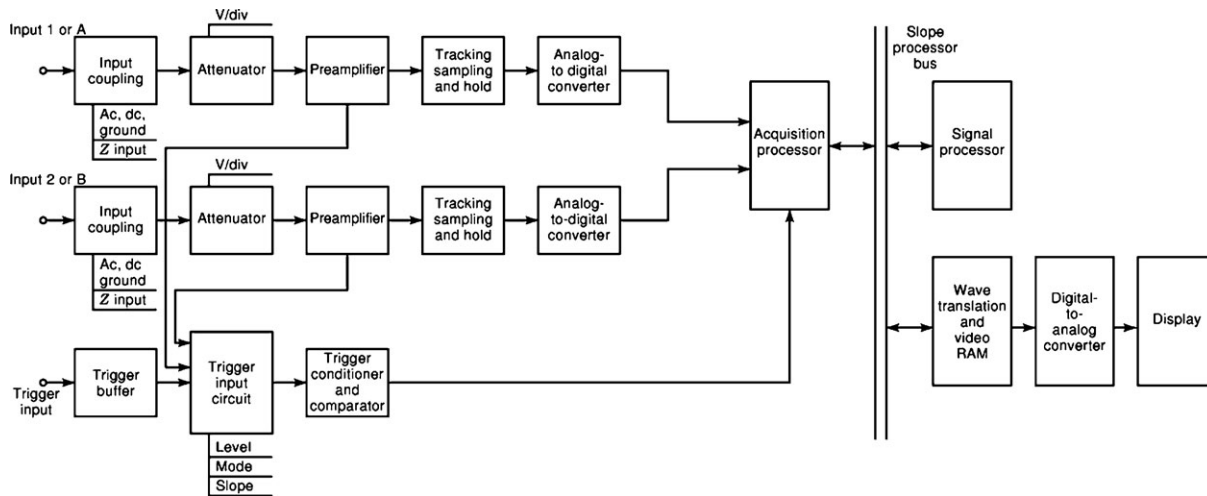 Input 1 or A
Input
coupling
Ac, dc,
ground
Z input
V/div
Attenuator
Preamplifier
Tracking
sampling
and hold
Analog-
to digital
converter
Input 2 or B
Input
coupling
Ac, dc
ground
Z input
V/div
Attenuator
Preamplifier
Tracking
sampling
and hold
Analog-
to-digital
converter
Trigger
input
Trigger
buffer
Trigger
input
circuit
Level
Mode
Slope
Trigger
conditioner
and
comparator
Acquisition
processor
Slope
processor
bus
Signal
processor
Wave
translation
and
video
RAM
Digital-
to-
analog
converter
Display